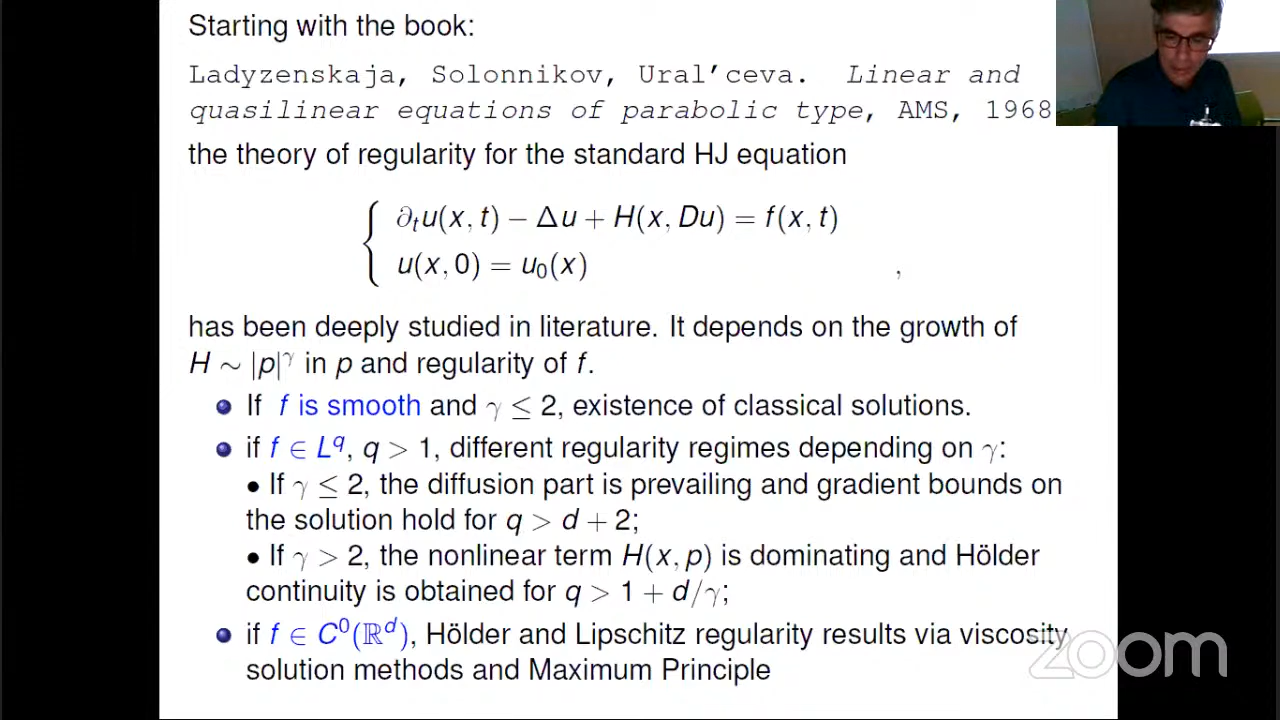 Starting with the book:
Ladyzenskaja, Solonnikov, Ural'ceva. Linear and
quasilinear equations of parabolic type, AMS, 1968
the theory of regularity for the standard HJ equation
∂ₜu(x, t) − Δu + H(x, Du) = f(x, t)
u(x, 0) = u₀(x) ,
has been deeply studied in literature. It depends on the growth of
H ∼ |p|^γ in p and regularity of f.
If f is smooth and γ ≤ 2, existence of classical solutions.
if f ∈ L^q, q > 1, different regularity regimes depending on γ:
• If γ ≤ 2, the diffusion part is prevailing and gradient bounds on
the solution hold for q > d + 2;
• If γ > 2, the nonlinear term H(x, p) is dominating and Hölder
continuity is obtained for q > 1 + d/γ;
if f ∈ C⁰(ℝ^d), Hölder and Lipschitz regularity results via viscosity
solution methods and Maximum Principle
zoom